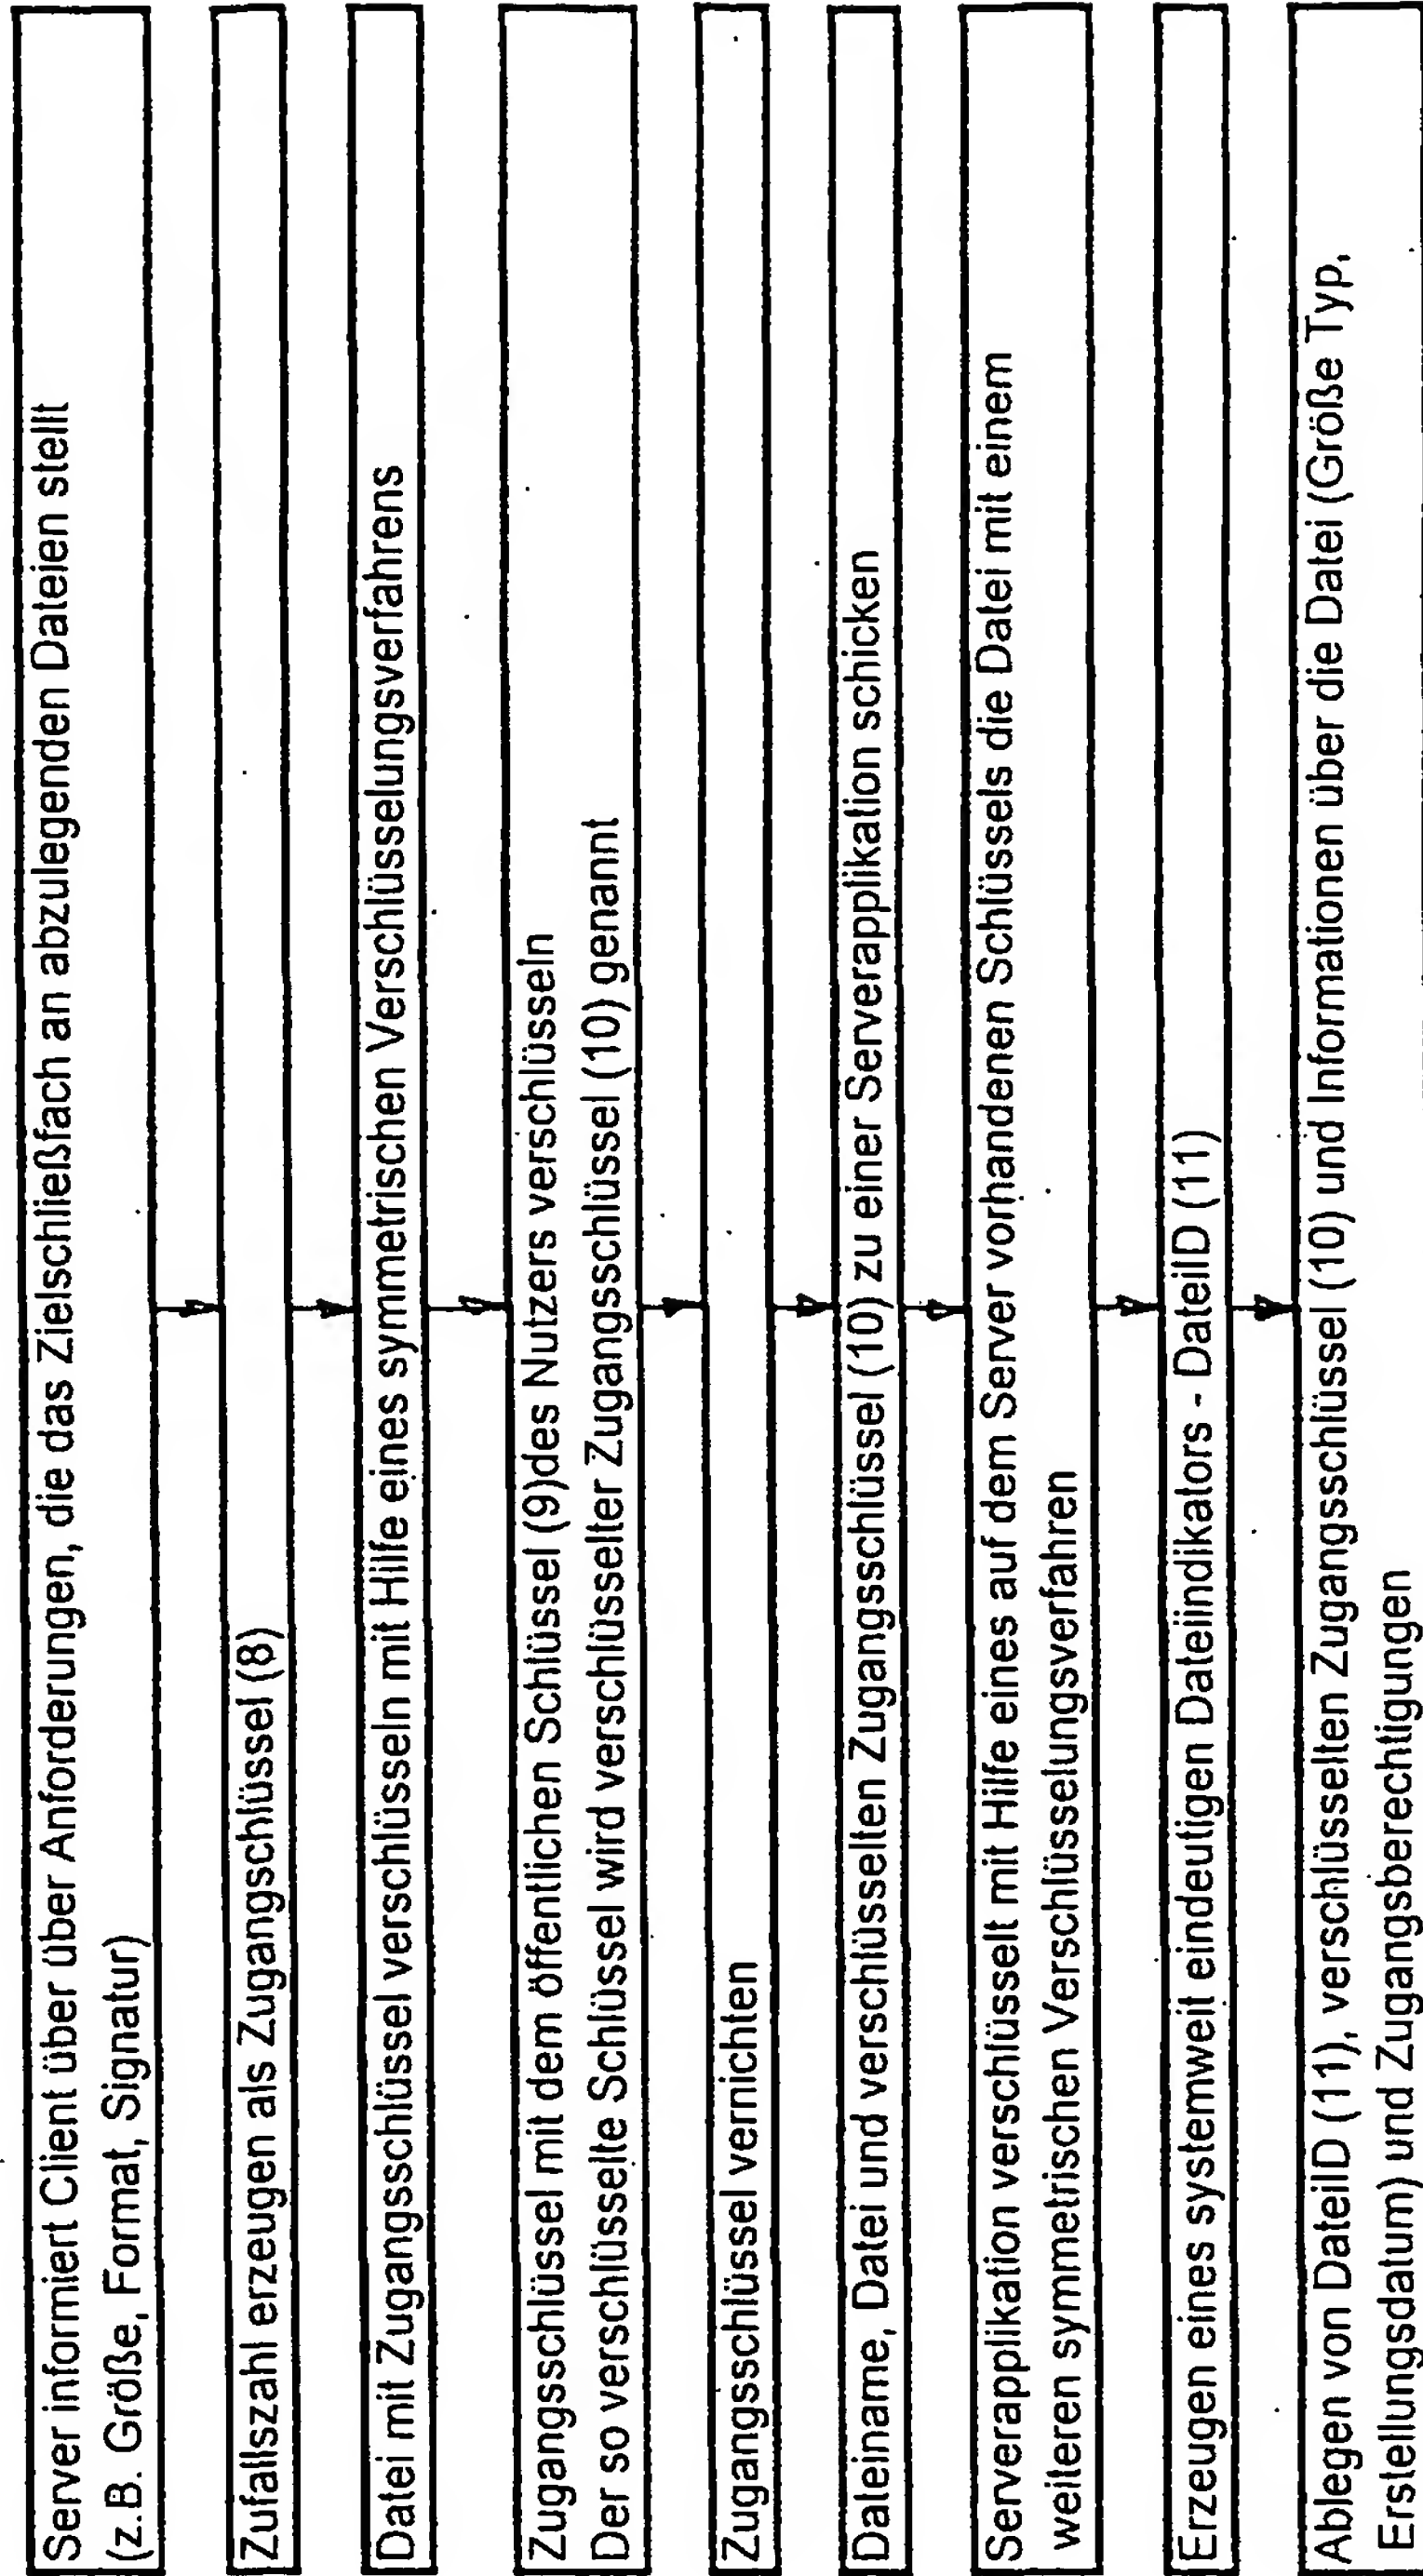 Server informiert Client über über Anforderungen, die das Zielschließfach an abzulegenden Dateien stellt
(z.B. Größe, Format, Signatur)
Zufallszahl erzeugen als Zugangschlüssel (8)
Datei mit Zugangsschlüssel verschlüsseln mit Hilfe eines symmetrischen Verschlüsselungsverfahrens
Zugangsschlüssel mit dem öffentlichen Schlüssel (9)des Nutzers verschlüsseln
Der so verschlüsselte Schlüssel wird verschlüsselter Zugangsschlüssel (10) genannt
Zugangsschlüssel vernichten
Dateiname, Datei und verschlüsselten Zugangsschlüssel (10) zu einer Serverapplikation schicken
Serverapplikation verschlüsselt mit Hilfe eines auf dem Server vorhandenen Schlüssels die Datei mit einem
weiteren symmetrischen Verschlüsselungsverfahren
Erzeugen eines systemweit eindeutigen Dateiindikators - DateiID (11)
Ablegen von DateiID (11), verschlüsselten Zugangsschlüssel (10) und Informationen über die Datei (Größe Typ,
Erstellungsdatum) und Zugangsberechtigungen